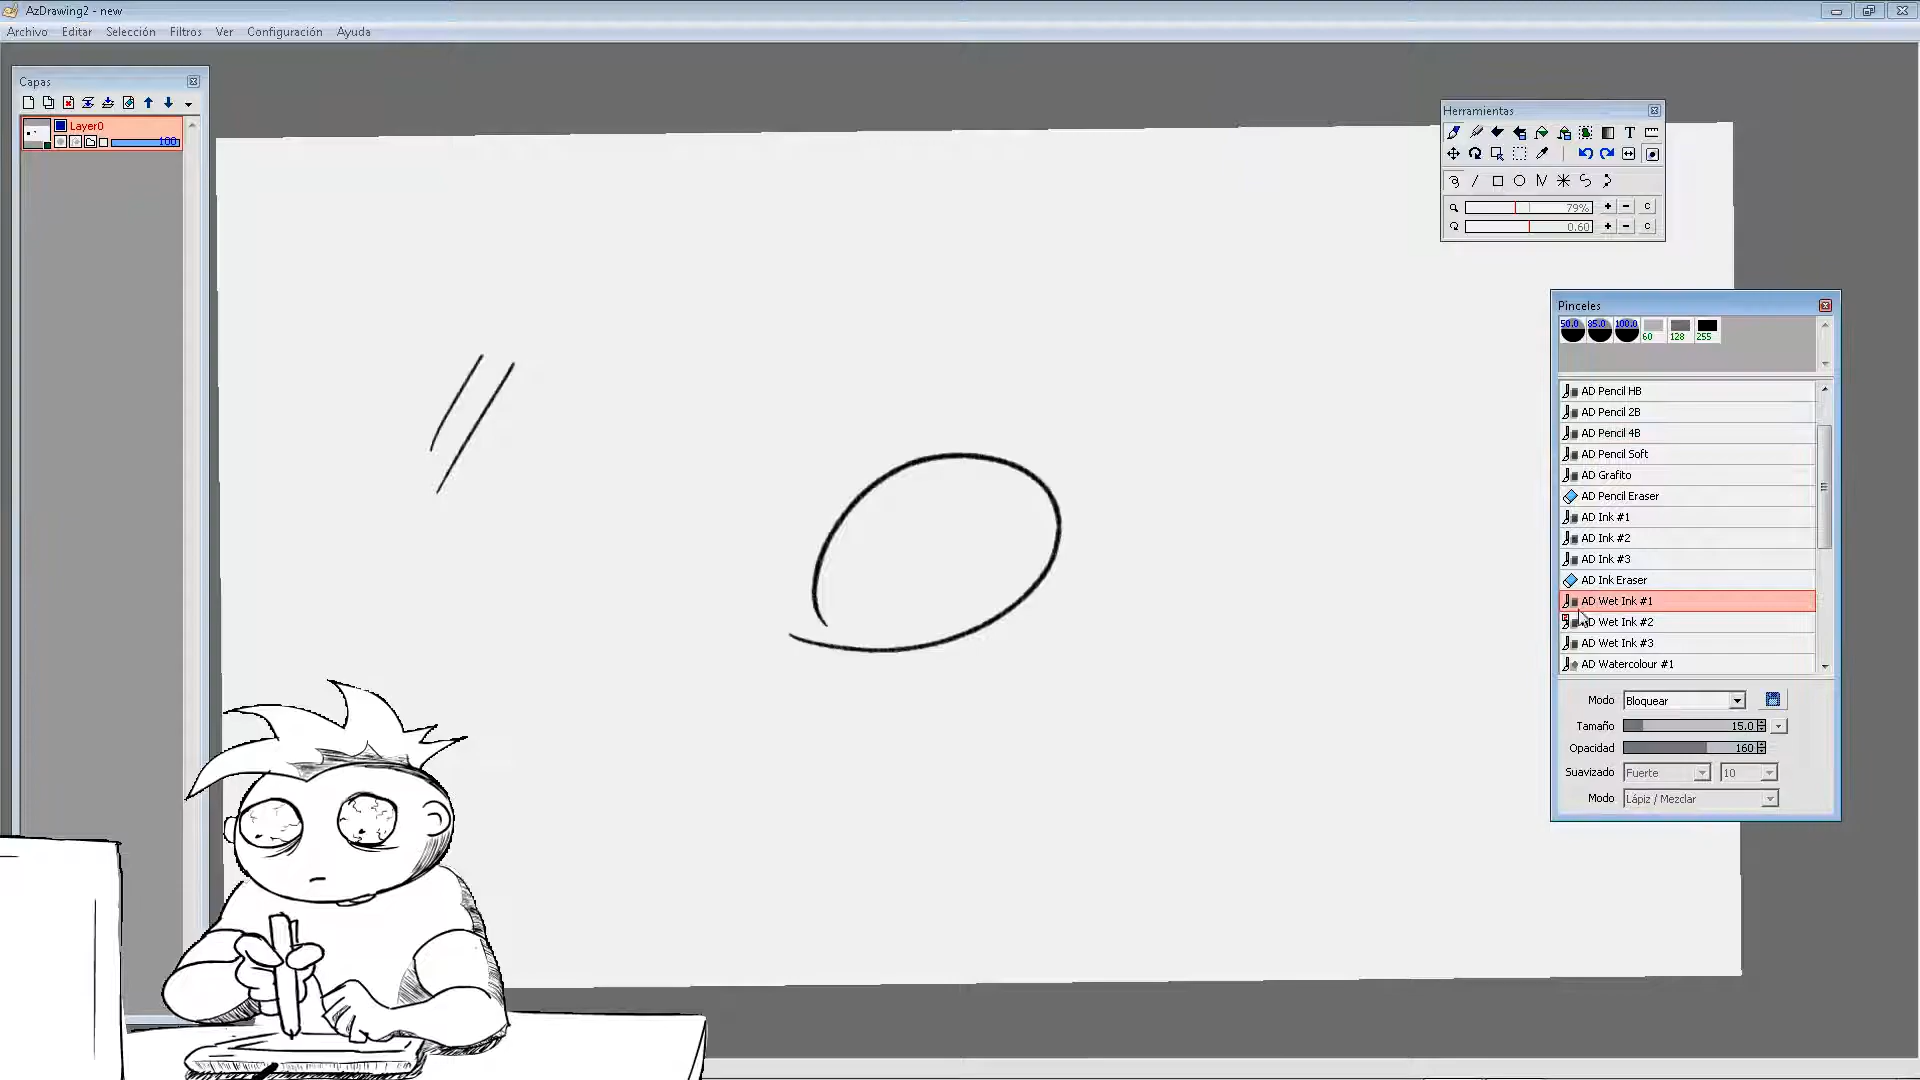 AzDrawing2 - new
Archivo Editar Selección Filtros Ver Configuración Ayuda
Capas
Layer0
100
Herramientas
T
79%
+ - C
0.60
+ - C
Pinceles
50.0 85.0 100.0 60 128 255
AD Pencil HB
AD Pencil 2B
AD Pencil 4B
AD Pencil Soft
AD Grafito
AD Pencil Eraser
AD Ink #1
AD Ink #2
AD Ink #3
AD Ink Eraser
AD Wet Ink #1
AD Wet Ink #2
AD Wet Ink #3
AD Watercolour #1
Modo Bloquear
Tamaño 15.0
Opacidad 160
Suavizado Fuerte 10
Modo Lápiz / Mezclar